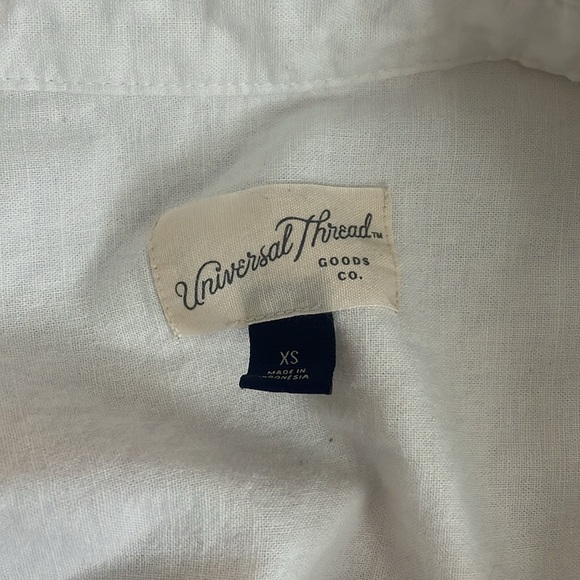 Universal Thread™
GOODS
CO.
XS
MADE IN
INDONESIA